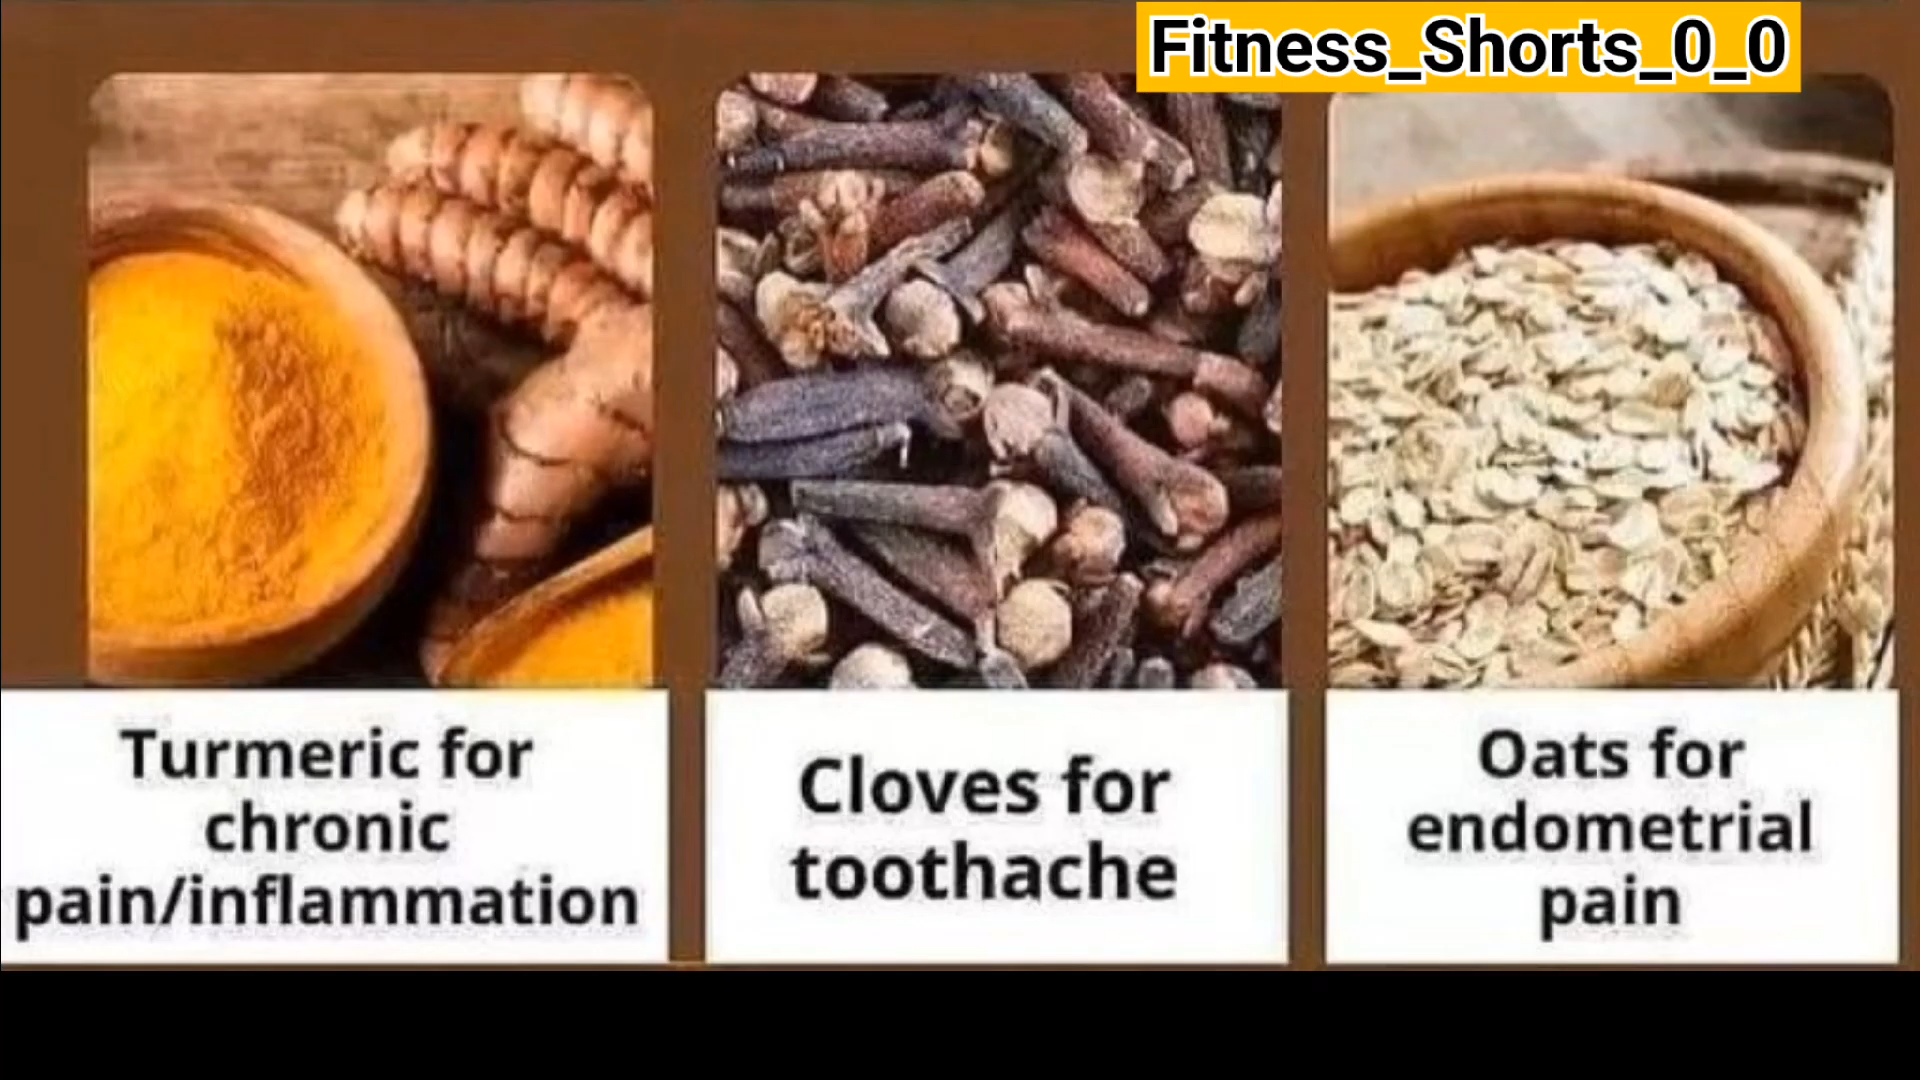 Fitness_Shorts_0_0
Turmeric for
chronic
pain/inflammation
Cloves for
toothache
Oats for
endometrial
pain